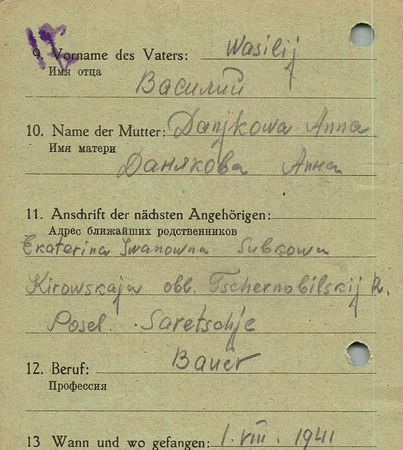 12
9. Vorname des Vaters: Wasilij
Имя отца
Василий
10. Name der Mutter: Danjkowa Anna
Имя матери
Данякова Анна
11. Anschrift der nächsten Angehörigen:
Адрес ближайших родственников
Ekaterina Iwanowna Subkowa
Kirowskaja obl. Tschernobilskij R.
Posel. Saretschje
12. Beruf: Bauer
Профессия
13 Wann und wo gefangen: 1. VIII. 1941